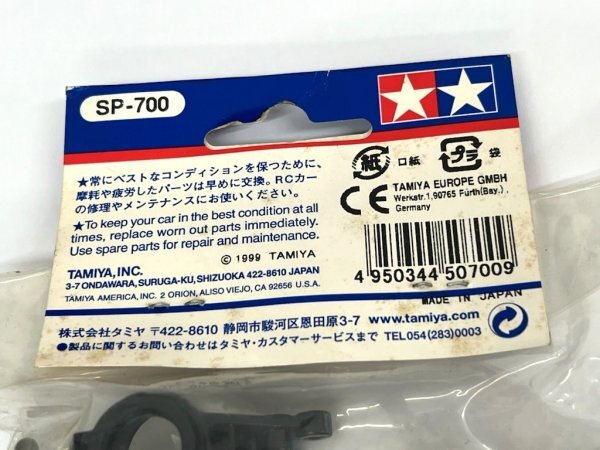 SP-700
★常にベストなコンディションを保つために、
摩耗や疲労したパーツは早めに交換。RCカー
の修理やメンテナンスにお使いください。
★To keep your car in the best condition at all
times, replace worn out parts immediately.
Use spare parts for repair and maintenance.
© 1999 TAMIYA
TAMIYA, INC.
3-7 ONDAWARA, SURUGA-KU, SHIZUOKA 422-8610 JAPAN
TAMIYA AMERICA, INC. 2 ORION, ALISO VIEJO, CA 92656 U.S.A.
紙 口紙 プラ 袋
CE TAMIYA EUROPE GMBH
Werkstr.1,90765 Fürth(Bay.),
Germany
4 950344 507009
MADE IN JAPAN
株式会社タミヤ 〒422-8610 静岡市駿河区恩田原3-7 www.tamiya.com
●製品に関するお問い合わせはタミヤ・カスタマーサービスまで TEL054(283)0003